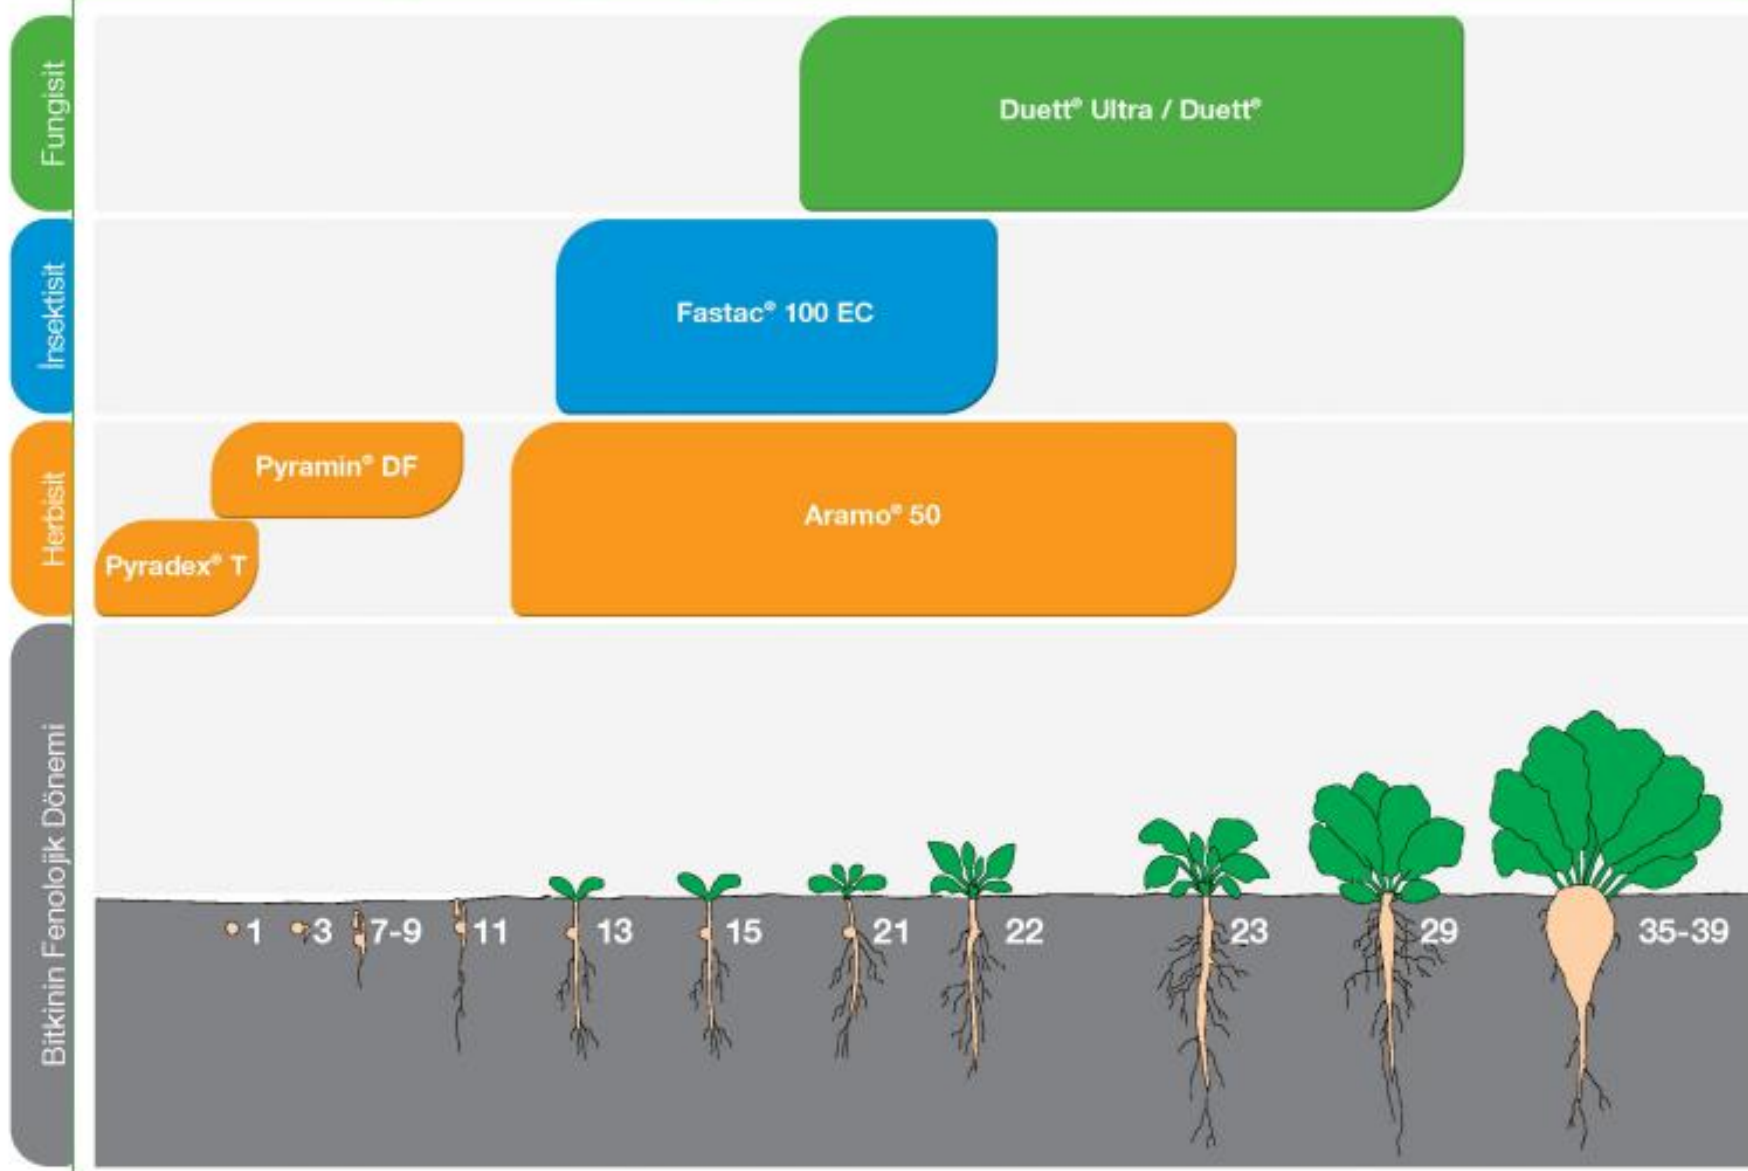 Fungisit
Duett® Ultra / Duett®
İnsektisit
Fastac® 100 EC
Herbisit
Pyramin® DF
Aramo® 50
Pyradex® T
Bitkinin Fenolojik Dönemi
1 3 7-9 11 13 15 21 22 23 29 35-39